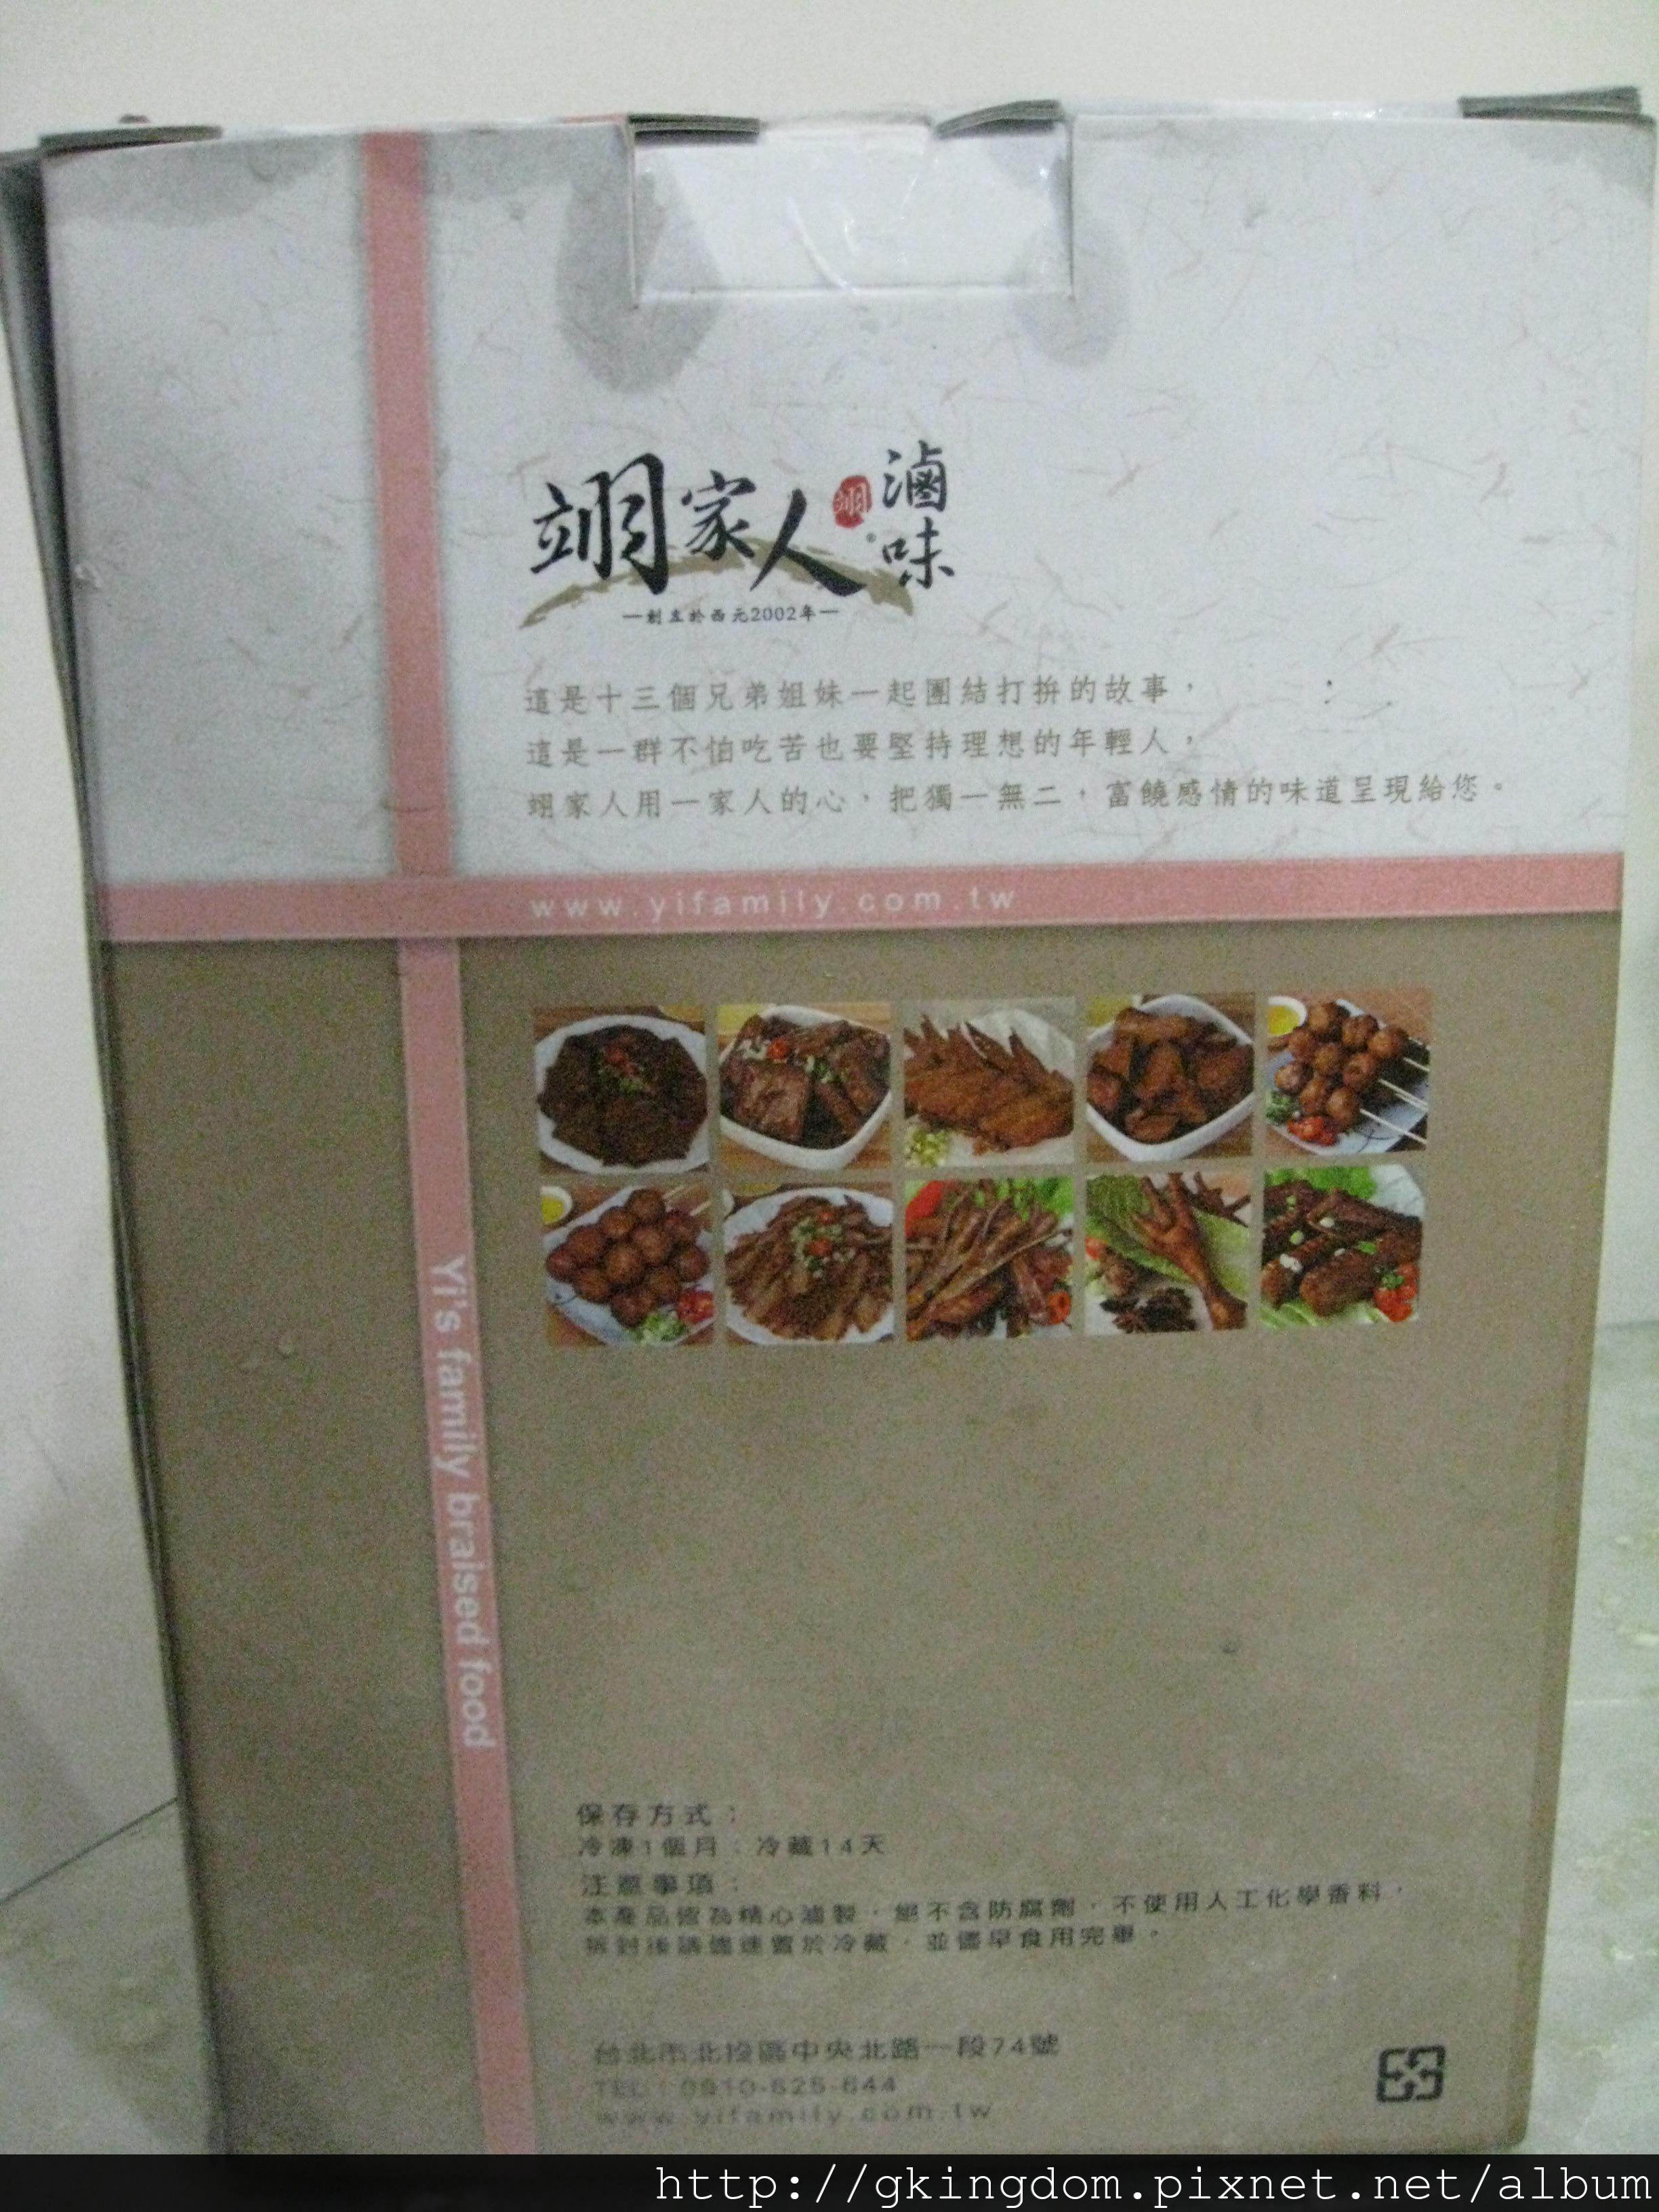 翊家人
翊
滷味
—創立於西元2002年—
這是十三個兄弟姐妹一起團結打拚的故事，
這是一群不怕吃苦也要堅持理想的年輕人，
翊家人用一家人的心，把獨一無二，富饒感情的味道呈現給您。
www.yifamily.com.tw
Yi's family braised food
保存方式：
冷凍1個月；冷藏14天
注意事項：
本產品皆為精心滷製，絕不含防腐劑，不使用人工化學香料，
拆封後請儘速置於冷藏，並儘早食用完畢。
台北市北投區中央北路一段74號
TEL：0910-625-644
www.yifamily.com.tw
http://gkingdom.pixnet.net/album